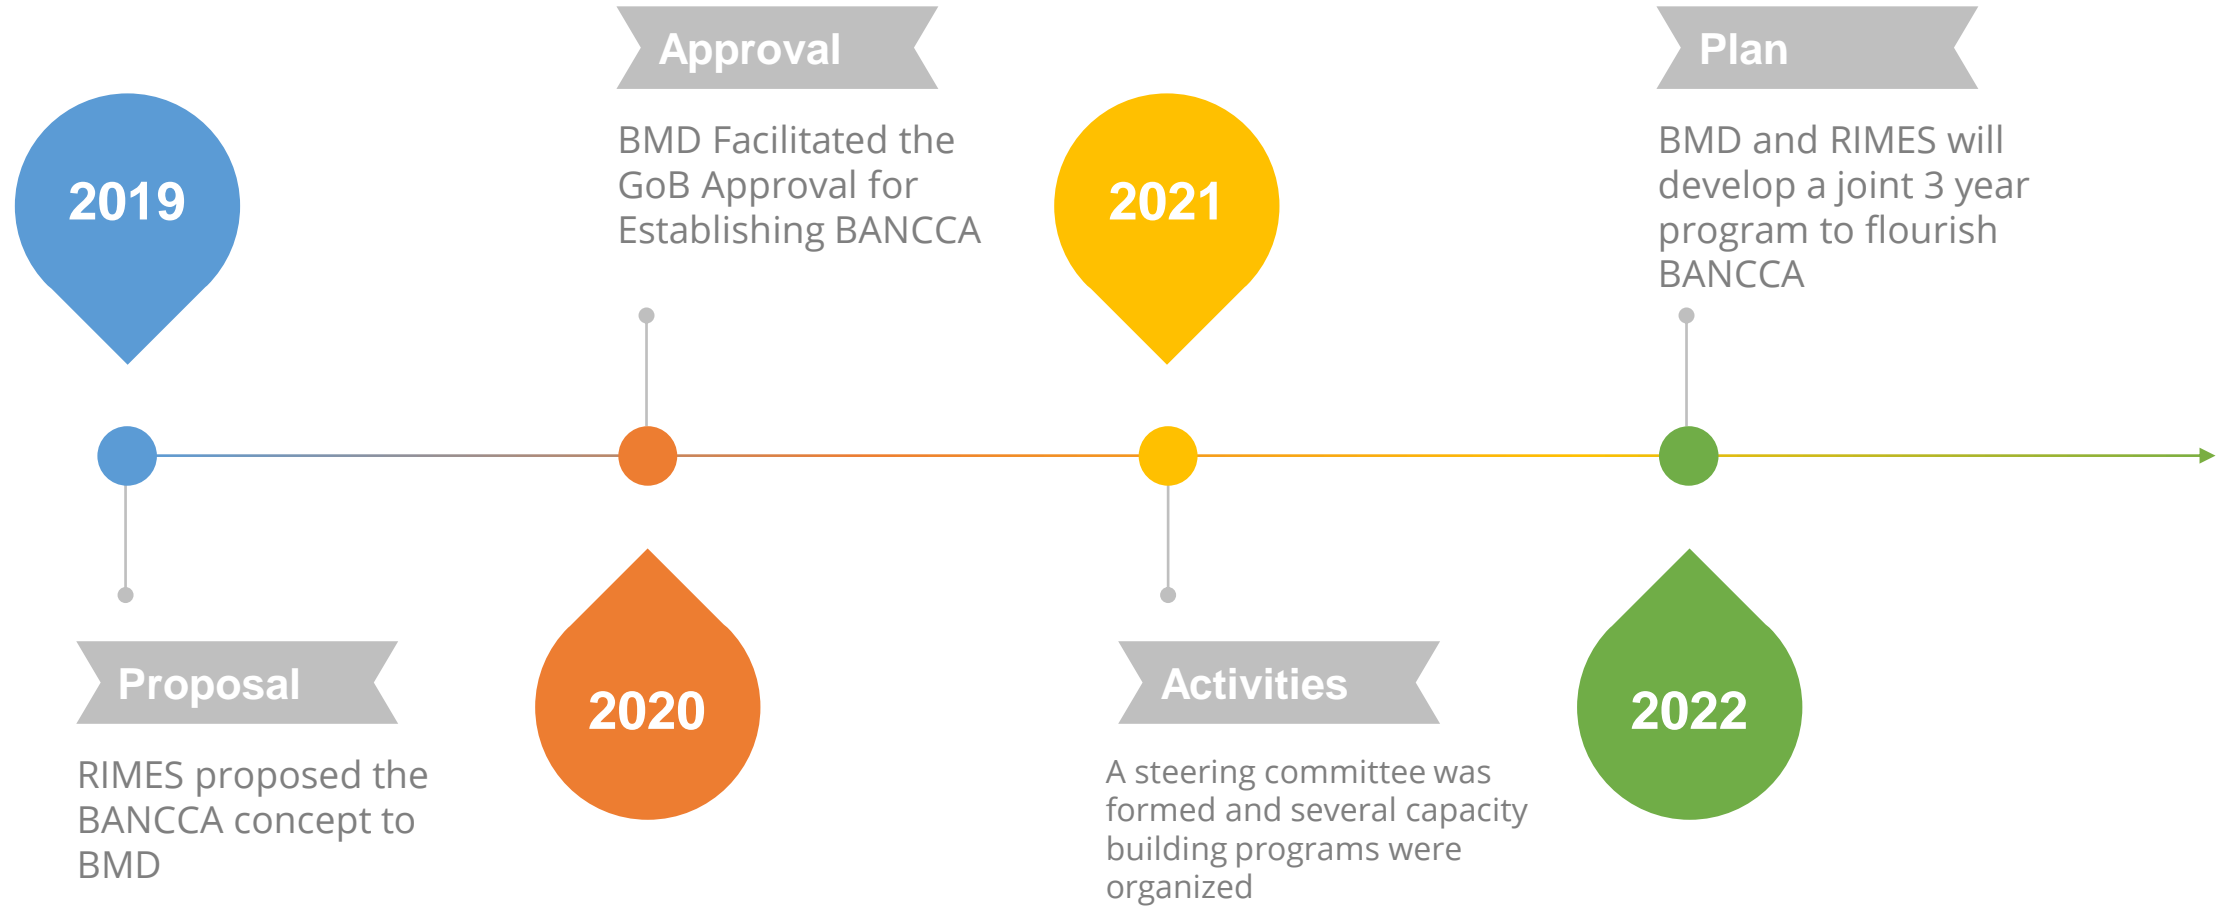 2019
Proposal
RIMES proposed the
BANCCA concept to
BMD
Approval
BMD Facilitated the
GoB Approval for
Establishing BANCCA
2020
2021
Activities
A steering committee was
formed and several capacity
building programs were
organized
Plan
BMD and RIMES will
develop a joint 3 year
program to flourish
BANCCA
2022